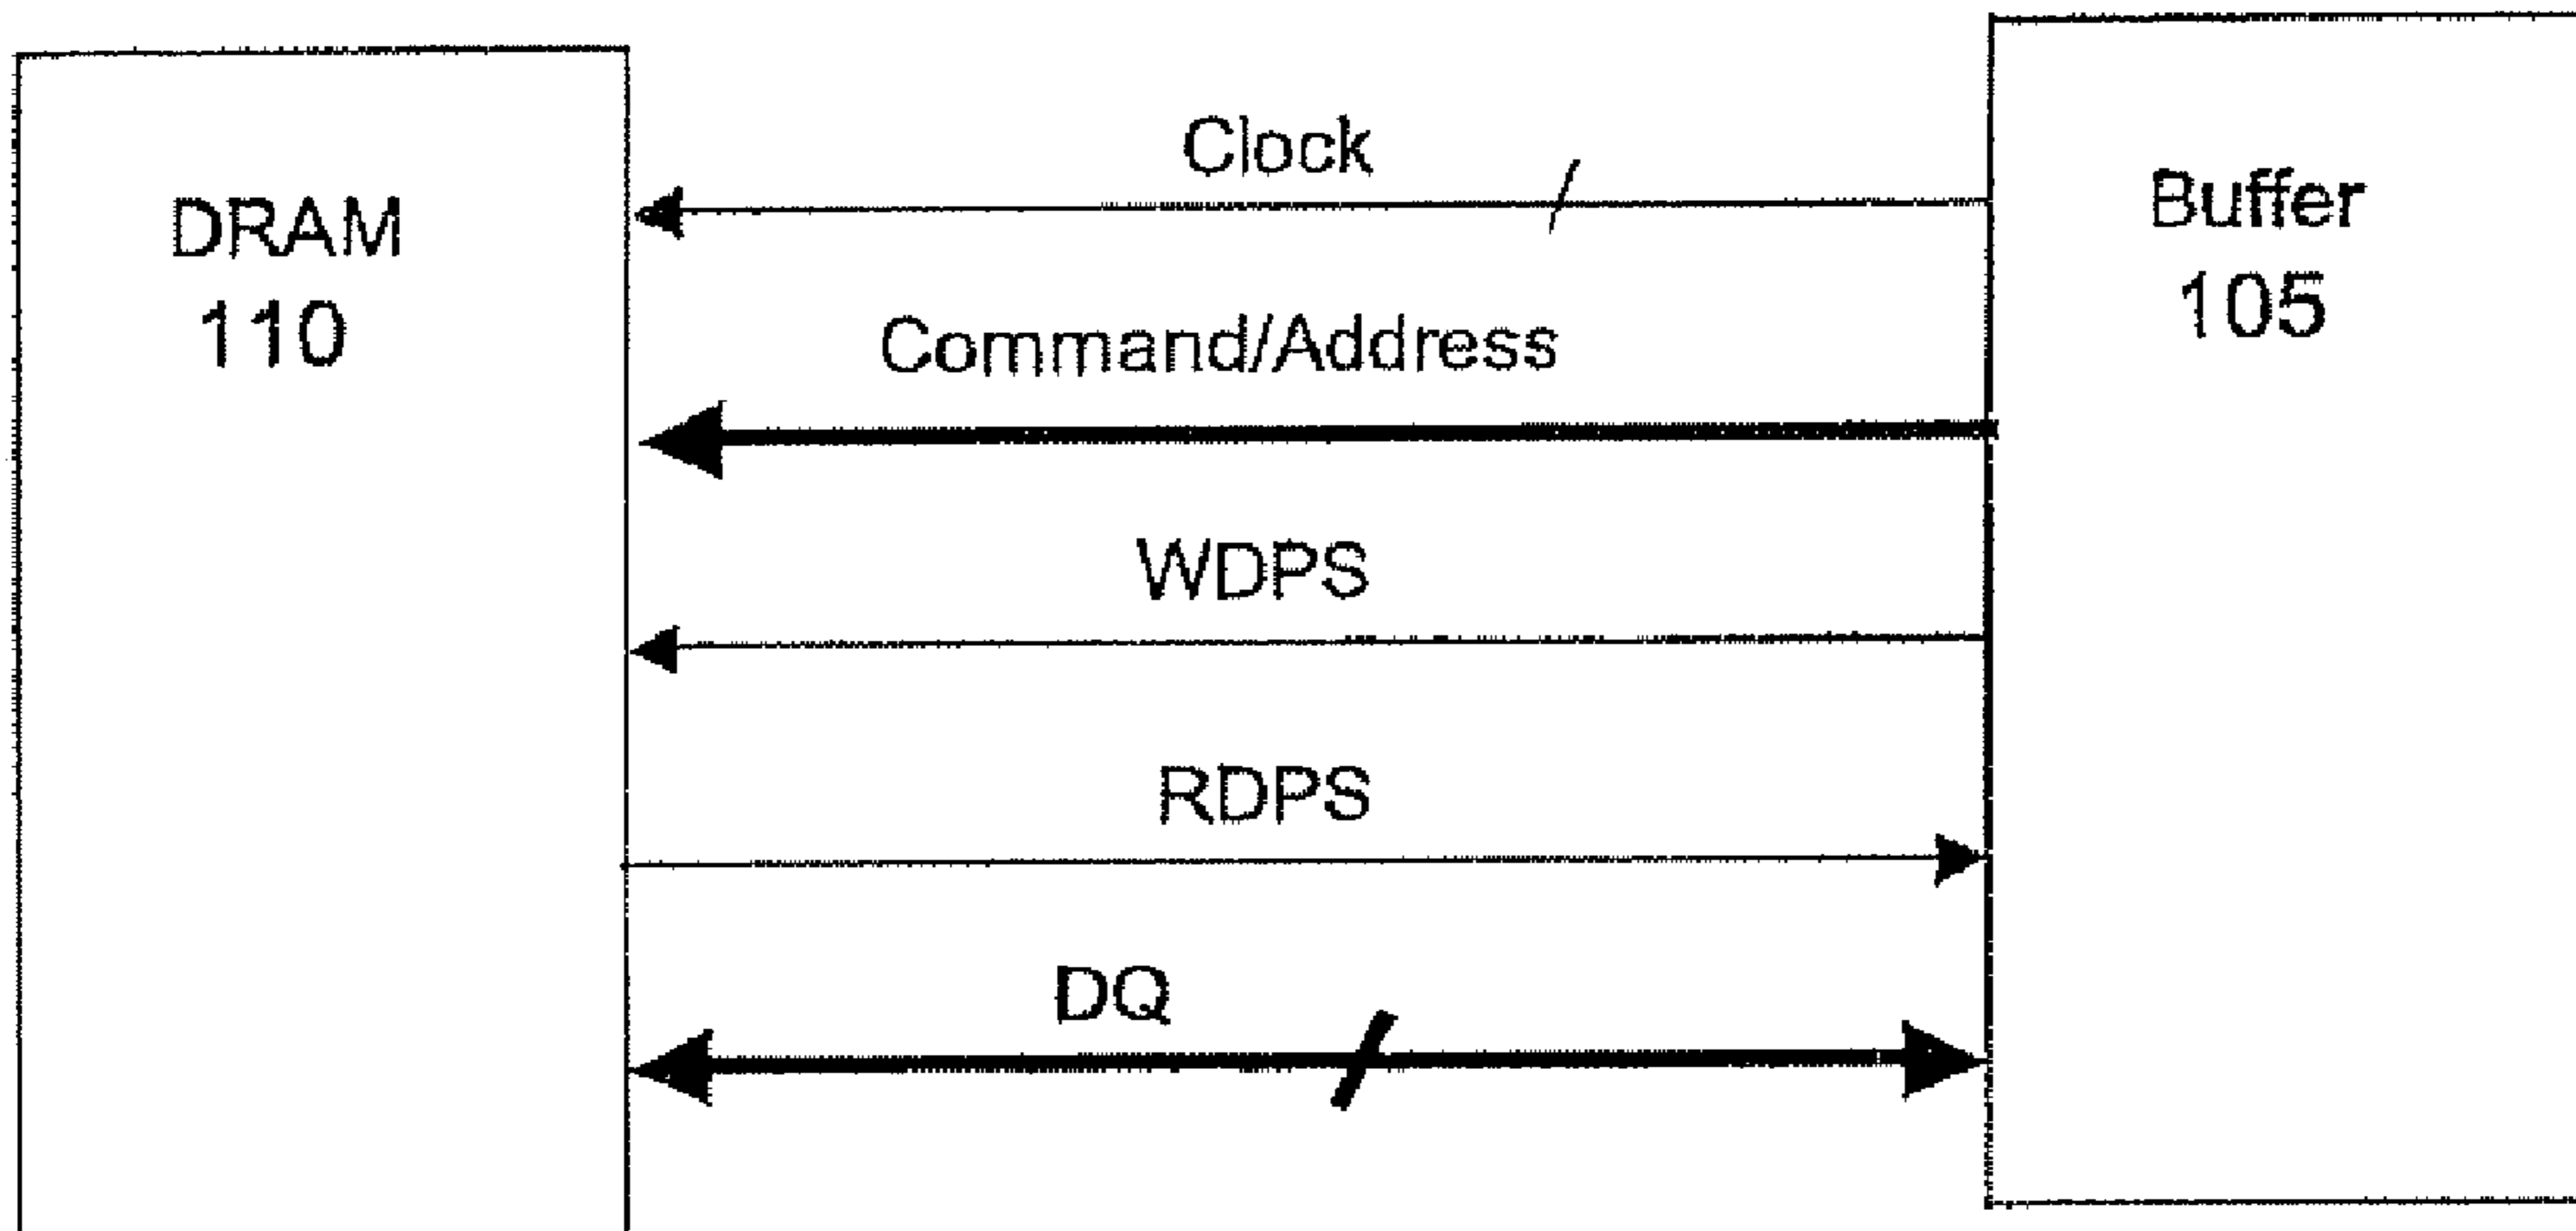 DRAM
110
Clock
Command/Address
WDPS
RDPS
DQ
Buffer
105